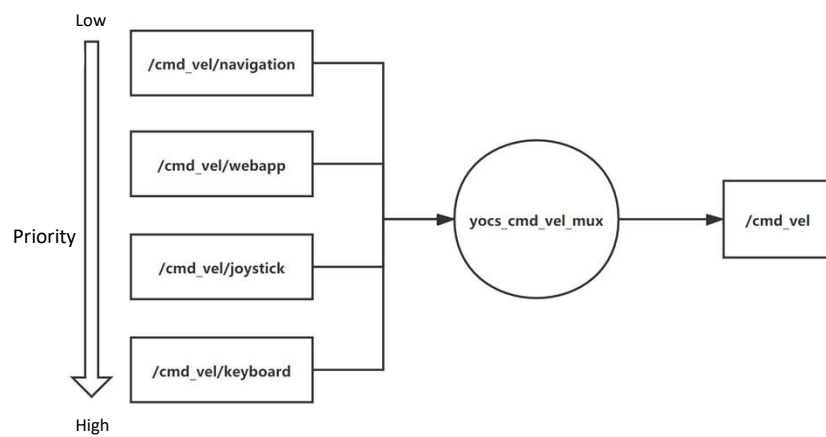 Low
/cmd_vel/navigation
/cmd_vel/webapp
yocs_cmd_vel_mux
/cmd_vel
Priority
/cmd_vel/joystick
/cmd_vel/keyboard
High